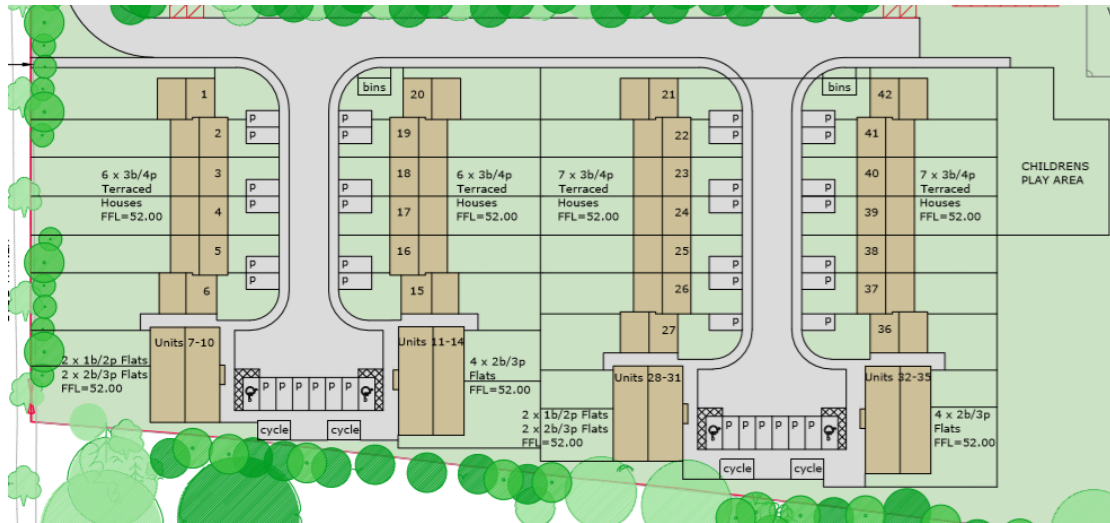 bins
bins
1
20
21
42
P
P
P
P
P
P
P
P
2
19
22
41
3
18
23
40
6 x 3b/4p
Terraced
Houses
FFL=52.00
6 x 3b/4p
Terraced
Houses
FFL=52.00
7 x 3b/4p
Terraced
Houses
FFL=52.00
7 x 3b/4p
Terraced
Houses
FFL=52.00
CHILDRENS
PLAY AREA
P
P
P
P
P
P
P
P
4
17
24
39
5
16
25
38
P
P
P
P
P
P
P
P
6
15
26
37
27
P
P
36
Units 7-10
Units 11-14
2 x 1b/2p Flats
2 x 2b/3p Flats
FFL=52.00
4 x 2b/3p
Flats
FFL=52.00
Units 28-31
Units 32-35
P P P P P P
cycle
cycle
2 x 1b/2p Flats
2 x 2b/3p Flats
FFL=52.00
4 x 2b/3p
Flats
FFL=52.00
P P P P P P
cycle
cycle